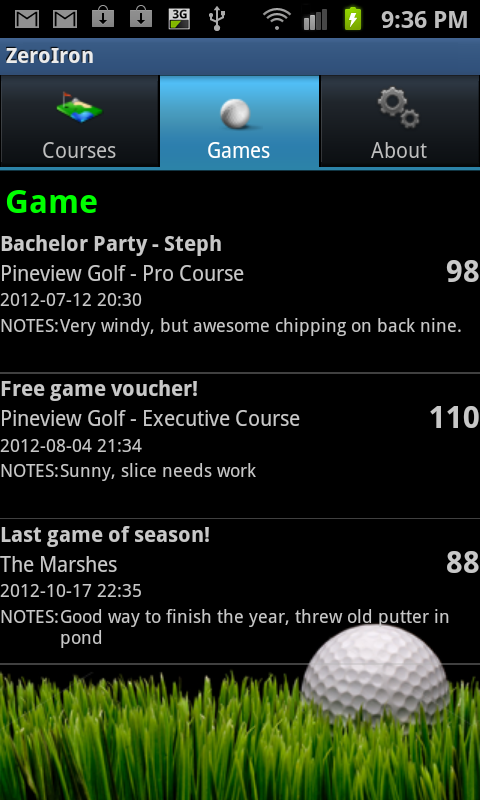 3G
9:36 PM
ZeroIron
Courses
Games
About
Game
Bachelor Party - Steph
Pineview Golf - Pro Course
98
2012-07-12 20:30
NOTES:Very windy, but awesome chipping on back nine.
Free game voucher!
Pineview Golf - Executive Course
110
2012-08-04 21:34
NOTES:Sunny, slice needs work
Last game of season!
The Marshes
88
2012-10-17 22:35
NOTES:Good way to finish the year, threw old putter in
pond